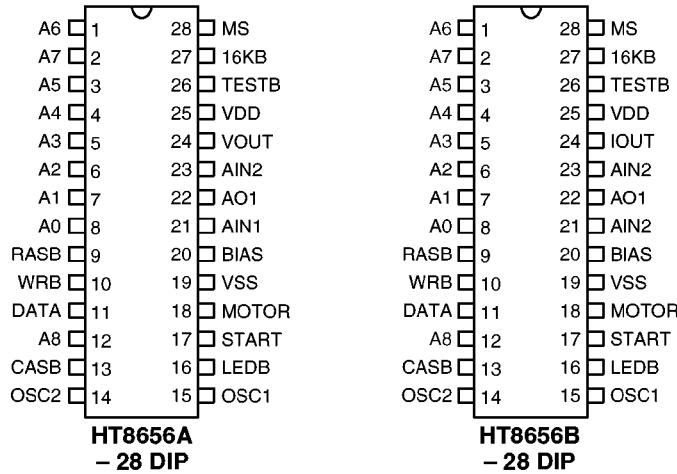 A6 1 28 MS
A7 2 27 16KB
A5 3 26 TESTB
A4 4 25 VDD
A3 5 24 VOUT
A2 6 23 AIN2
A1 7 22 AO1
A0 8 21 AIN1
RASB 9 20 BIAS
WRB 10 19 VSS
DATA 11 18 MOTOR
A8 12 17 START
CASB 13 16 LEDB
OSC2 14 15 OSC1
HT8656A
– 28 DIP
A6 1 28 MS
A7 2 27 16KB
A5 3 26 TESTB
A4 4 25 VDD
A3 5 24 IOUT
A2 6 23 AIN2
A1 7 22 AO1
A0 8 21 AIN2
RASB 9 20 BIAS
WRB 10 19 VSS
DATA 11 18 MOTOR
A8 12 17 START
CASB 13 16 LEDB
OSC2 14 15 OSC1
HT8656B
– 28 DIP